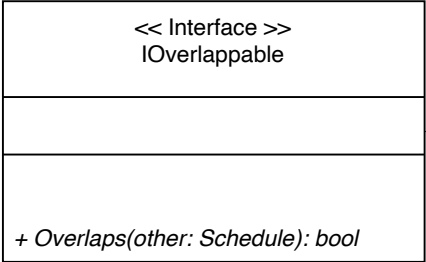 << Interface >>
IOverlappable
+ Overlaps(other: Schedule): bool